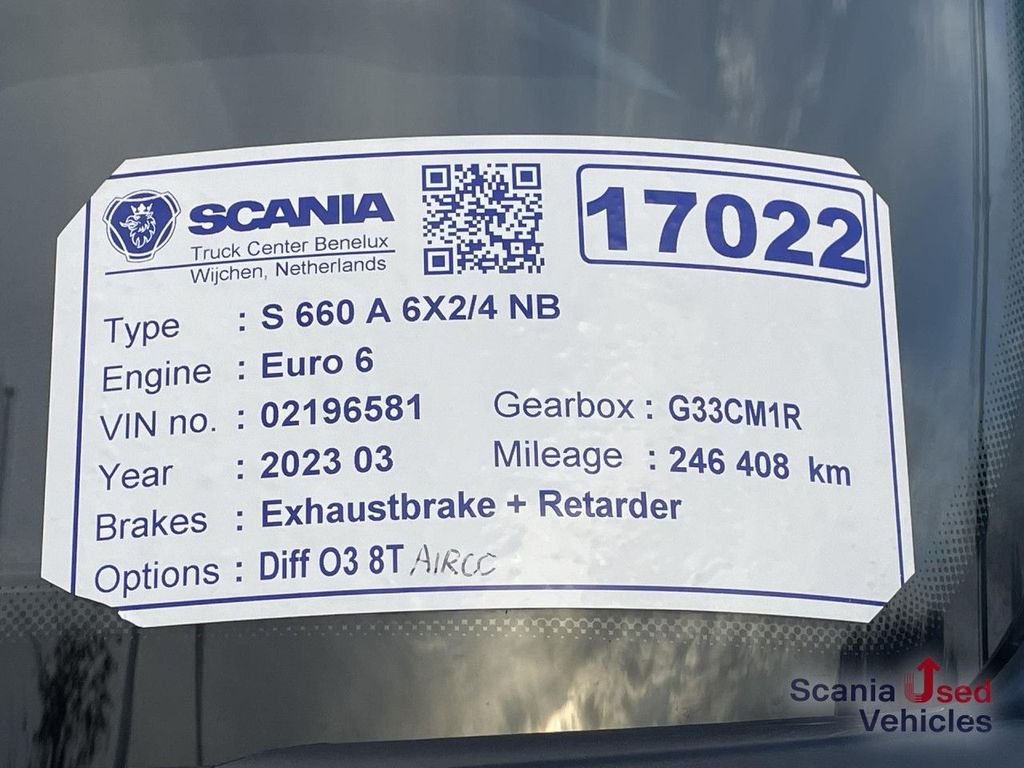 SCANIA
Truck Center Benelux
Wijchen, Netherlands
17022
Type : S 660 A 6X2/4 NB
Engine : Euro 6
VIN no. : 02196581 Gearbox : G33CM1R
Year : 2023 03 Mileage : 246 408 km
Brakes : Exhaustbrake + Retarder
Options : Diff O3 8T AIRCC
Scania Used
Vehicles